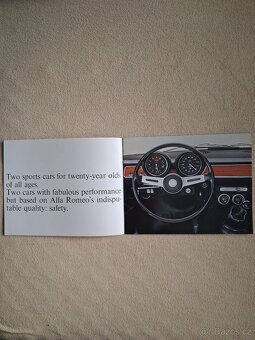 Two sports cars for twenty-year olds
of all ages.
Two cars with fabulous performance
but based on Alfa Romeo's indispu-
table quality: safety.